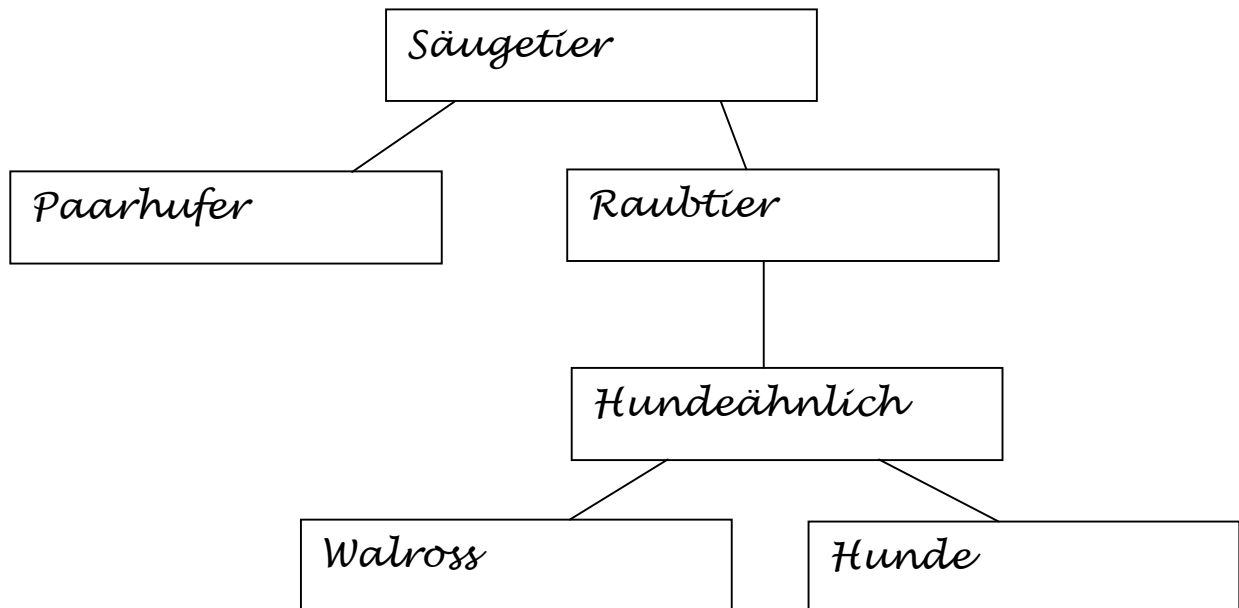 Säugetier
Paarhufer
Raubtier
Hundeähnlich
Walross
Hunde